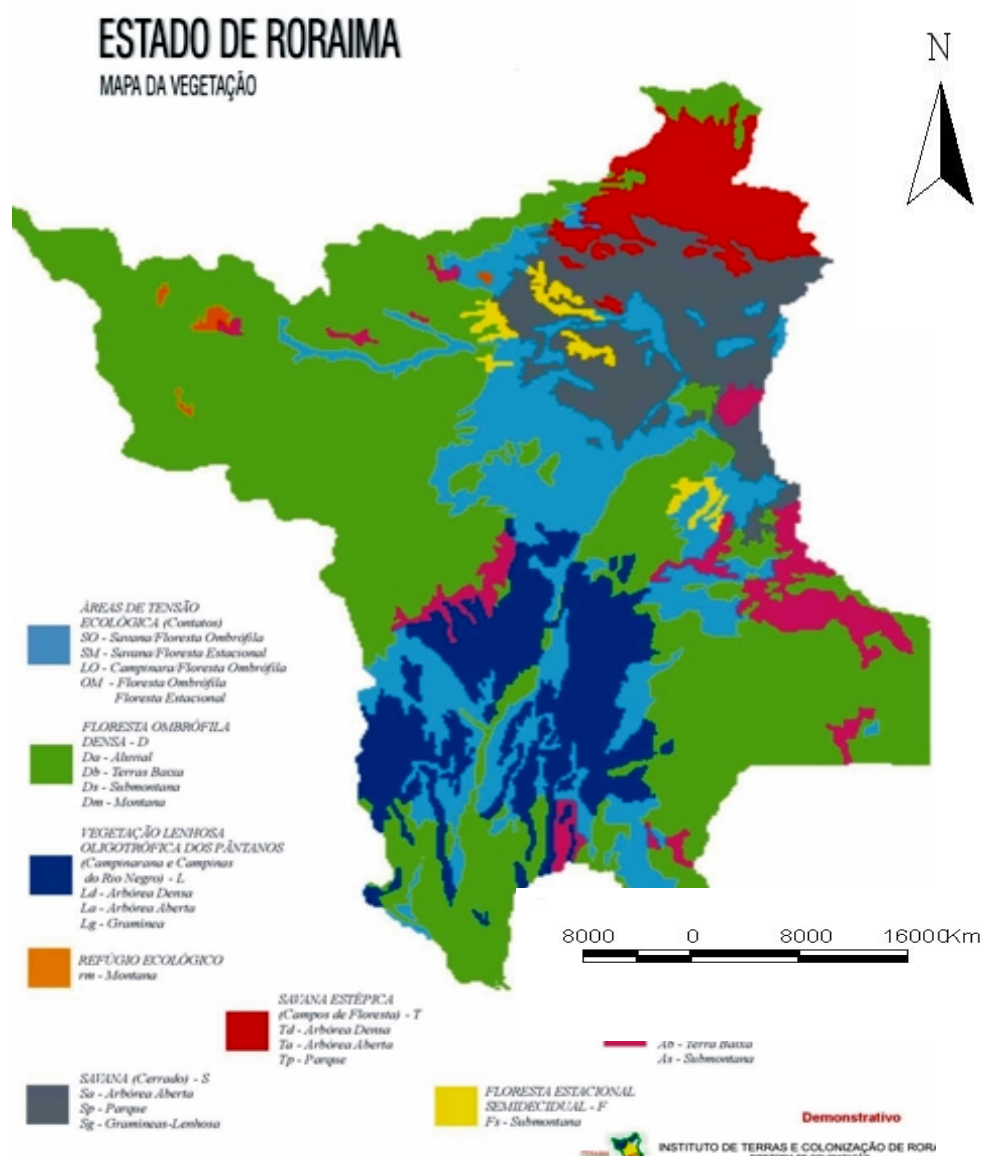 ESTADO DE RORAIMA
MAPA DA VEGETAÇÃO
N
ÁREAS DE TENSÃO
ECOLÓGICA (Contatos)
SO - Savana/Floresta Ombrófila
SM - Savana/Floresta Estacional
LO - Campinara/Floresta Ombrófila
OM - Floresta Ombrófila
Floresta Estacional
FLORESTA OMBRÓFILA
DENSA - D
Da - Aluvial
Db - Terras Baixa
Ds - Submontana
Dm - Montana
VEGETAÇÃO LENHOSA
OLIGOTRÓFICA DOS PÂNTANOS
(Campinarana e Campinas
do Rio Negro) - L
Ld - Arbórea Densa
La - Arbórea Aberta
Lg - Gramínea
8000 0 8000 16000Km
REFÚGIO ECOLÓGICO
rm - Montana
SAVANA ESTÉPICA
(Campos de Floresta) - T
Td - Arbórea Densa
Ta - Arbórea Aberta
Tp - Parque
Ab - Terra Baixa
As - Submontana
SAVANA (Cerrado) - S
Sa - Arbórea Aberta
Sp - Parque
Sg - Gramíneas-Lenhosa
FLORESTA ESTACIONAL
SEMIDECIDUAL - F
Fs - Submontana
Demonstrativo
INSTITUTO DE TERRAS E COLONIZAÇÃO DE RORA